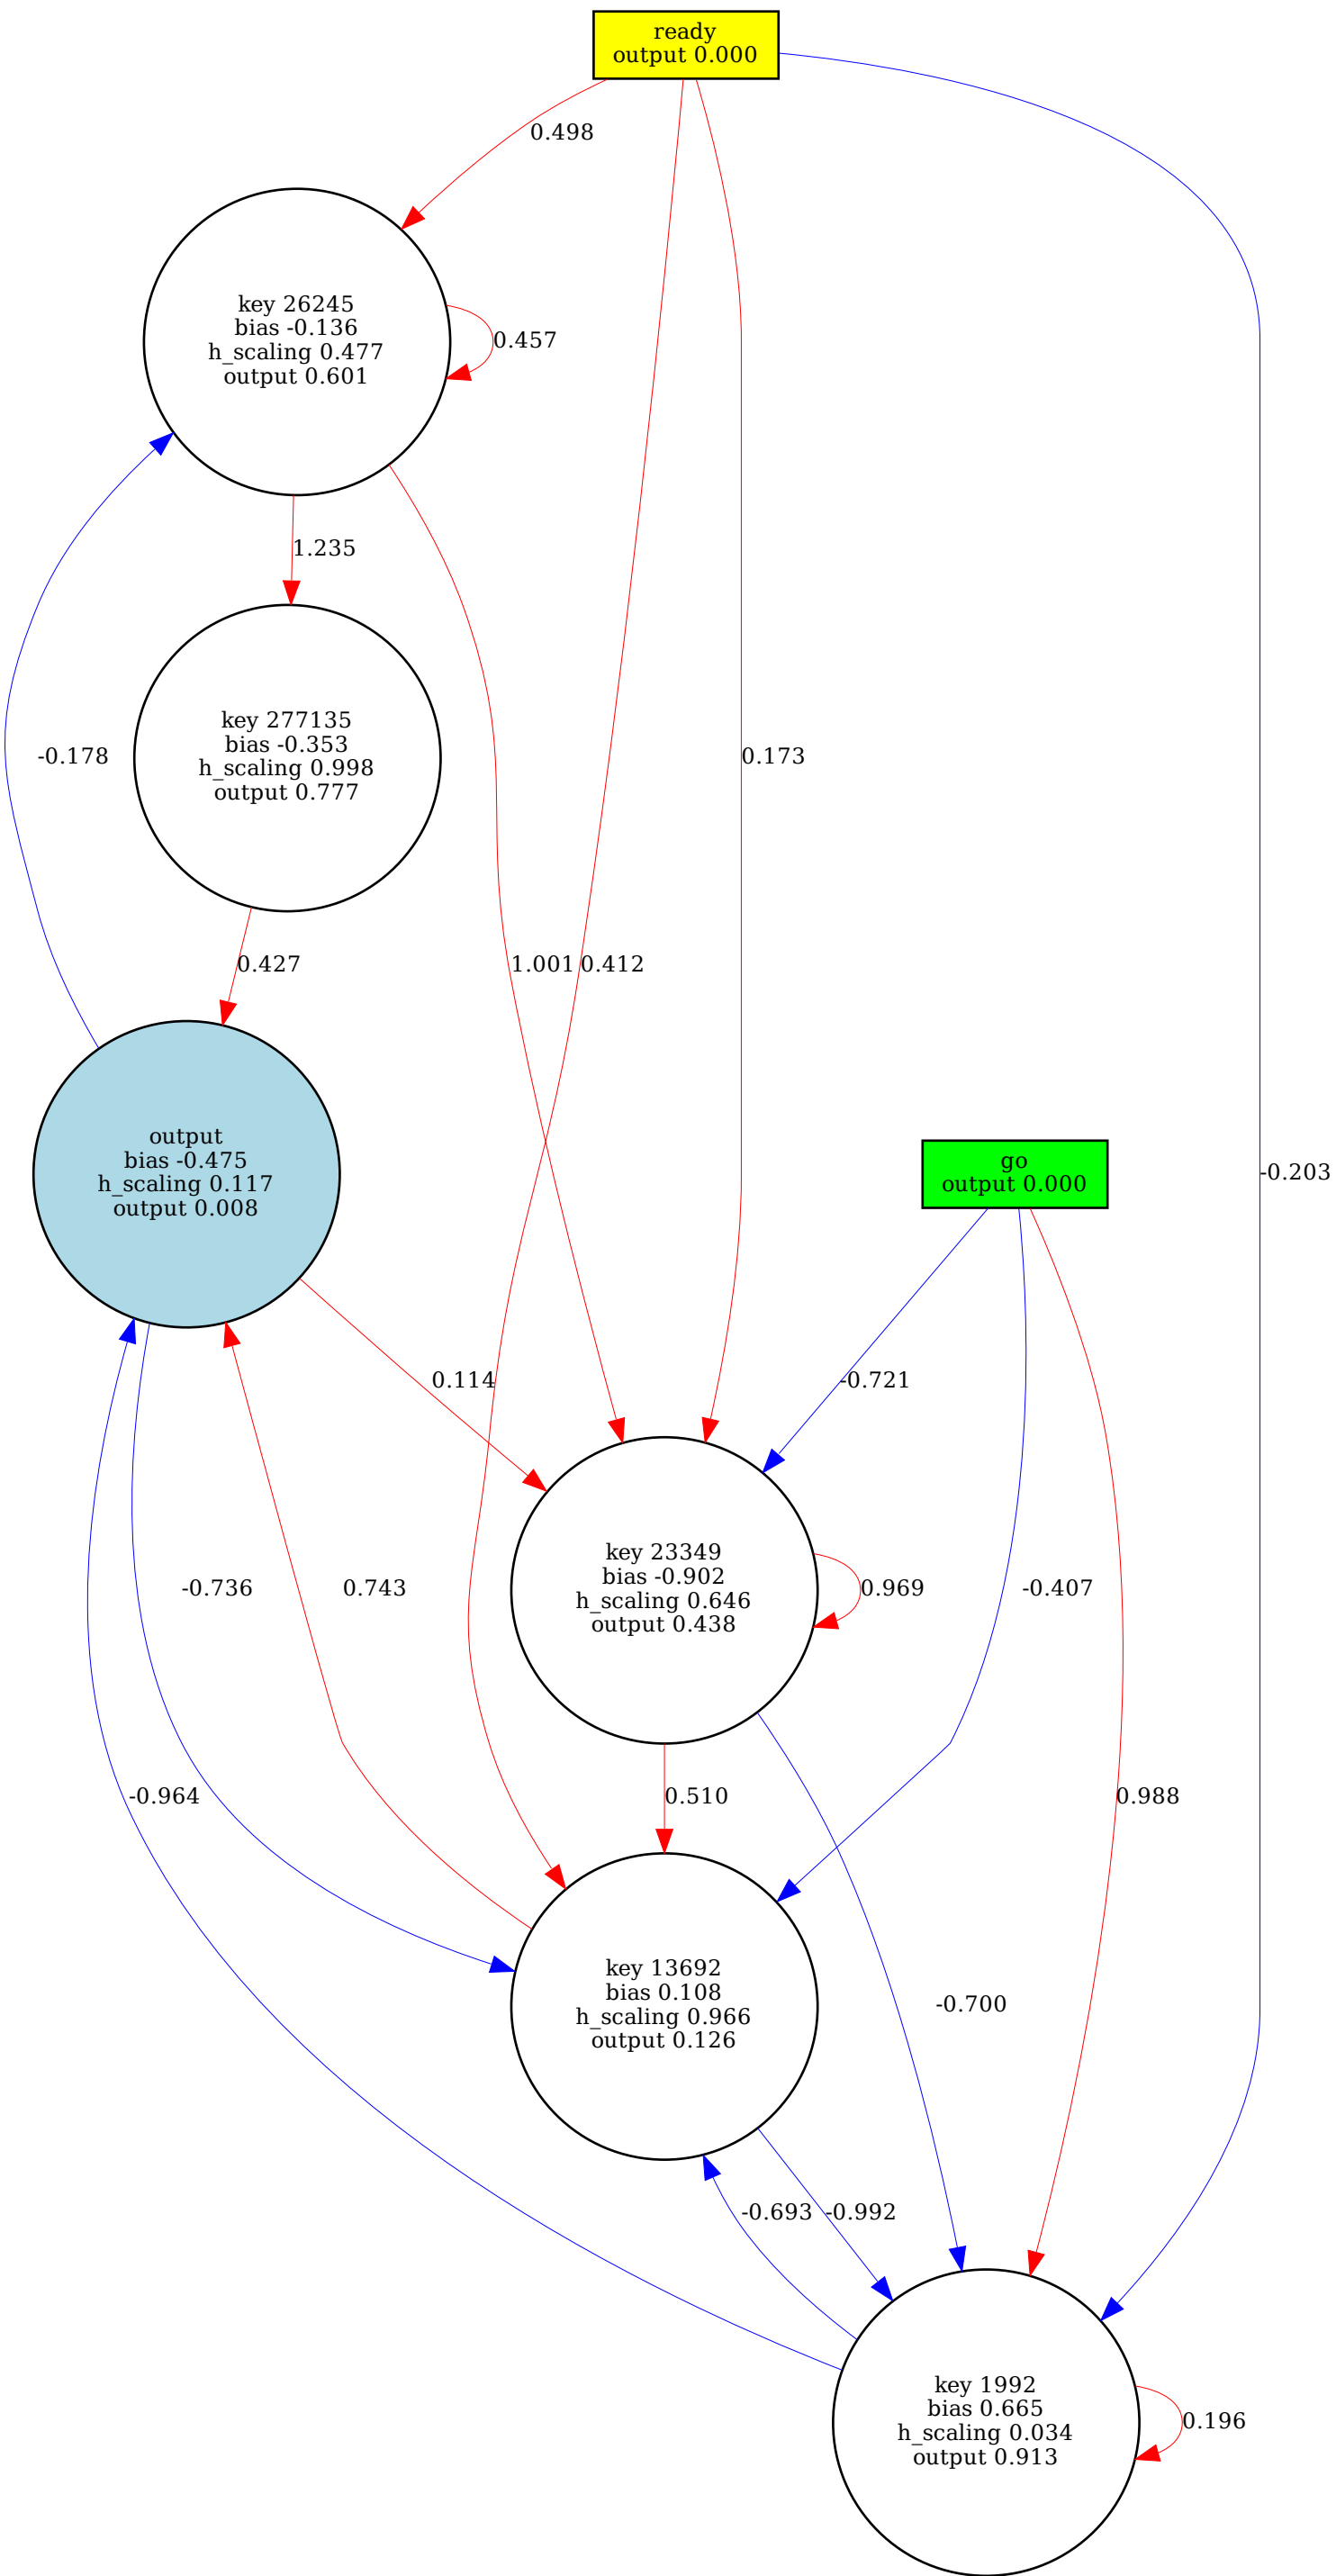 ready
output 0.000
0.498
key 26245
bias -0.136
h_scaling 0.477
output 0.601
0.457
1.235
key 277135
bias -0.353
h_scaling 0.998
output 0.777
-0.178
0.173
0.427
1.001
0.412
output
bias -0.475
h_scaling 0.117
output 0.008
go
output 0.000
-0.203
0.114
-0.721
key 23349
bias -0.902
h_scaling 0.646
output 0.438
0.969
-0.736
0.743
-0.407
-0.964
0.510
0.988
key 13692
bias 0.108
h_scaling 0.966
output 0.126
-0.700
-0.693
-0.992
key 1992
bias 0.665
h_scaling 0.034
output 0.913
0.196